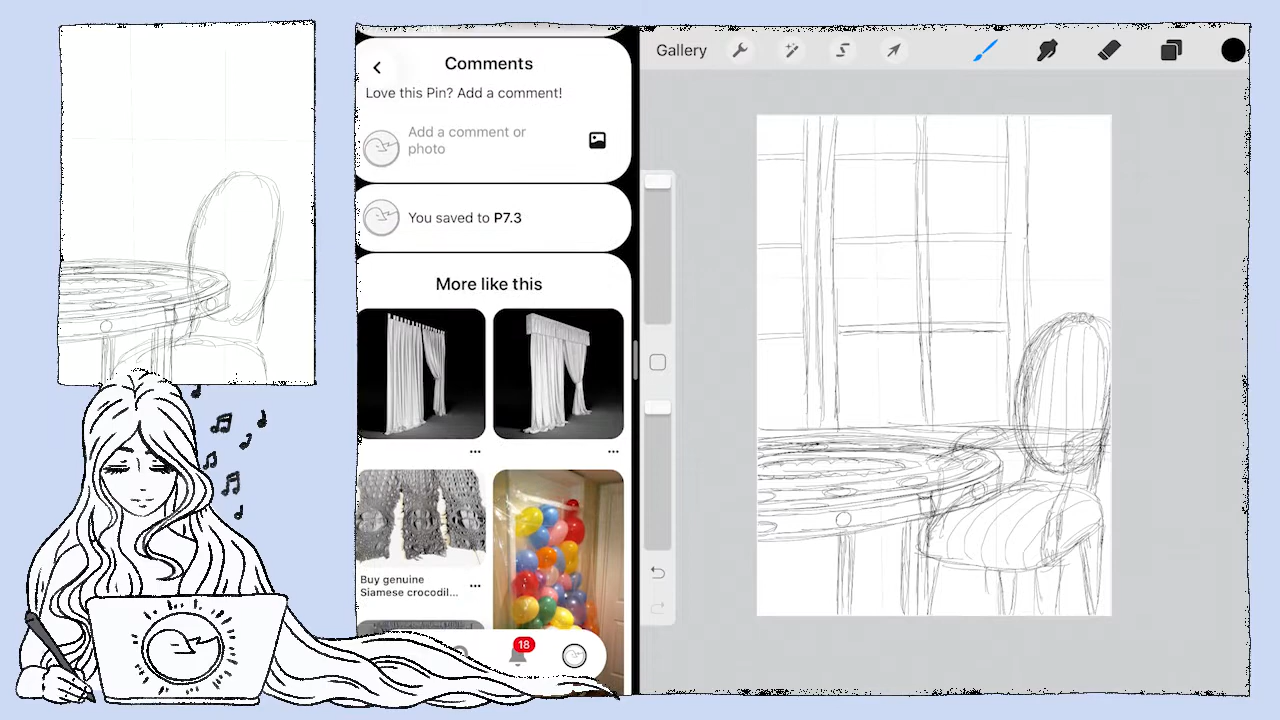 Comments
Love this Pin? Add a comment!
Add a comment or
photo
You saved to P7.3
More like this
Buy genuine
Siamese crocodil...
18
Gallery